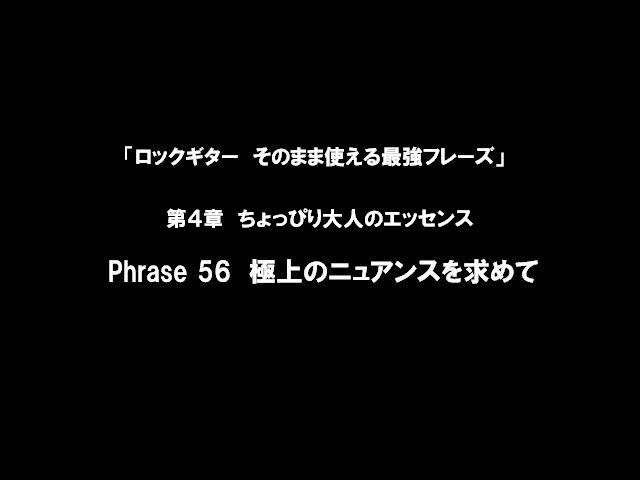 「ロックギター　そのまま使える最強フレーズ」
第4章　ちょっぴり大人のエッセンス
Phrase 56　極上のニュアンスを求めて